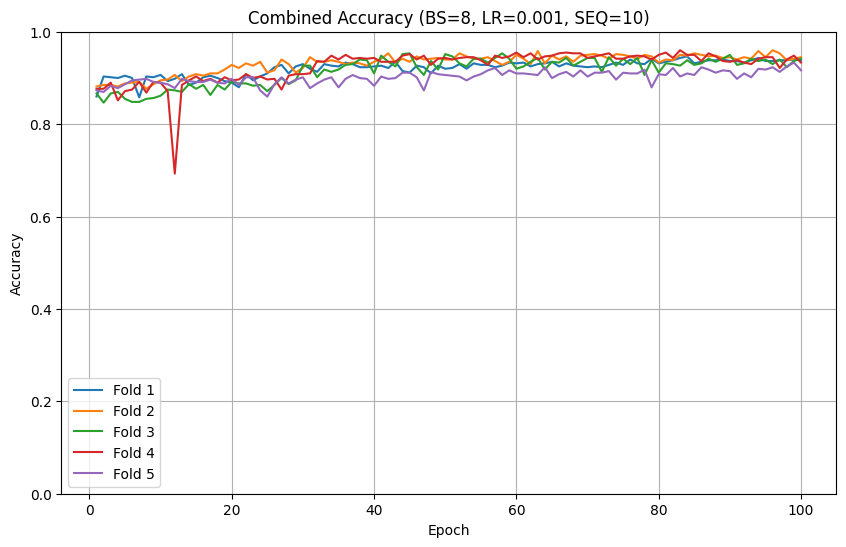 Combined Accuracy (BS=8, LR=0.001, SEQ=10)
1.0
0.8
0.6
0.4
0.2
0.0
Accuracy
Fold 1
Fold 2
Fold 3
Fold 4
Fold 5
0 20 40 60 80 100
Epoch